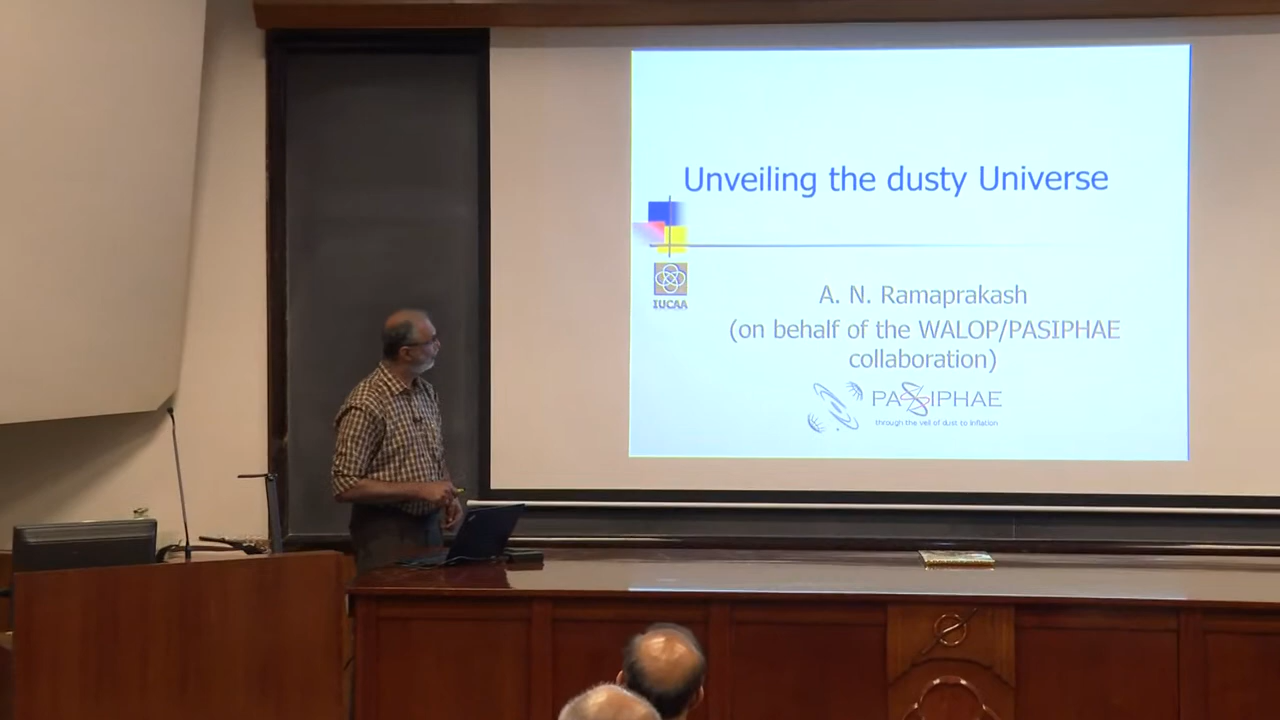 Unveiling the dusty Universe
IUCAA
A. N. Ramaprakash
(on behalf of the WALOP/PASIPHAE
collaboration)
PASIPHAE
through the veil of dust to Inflation